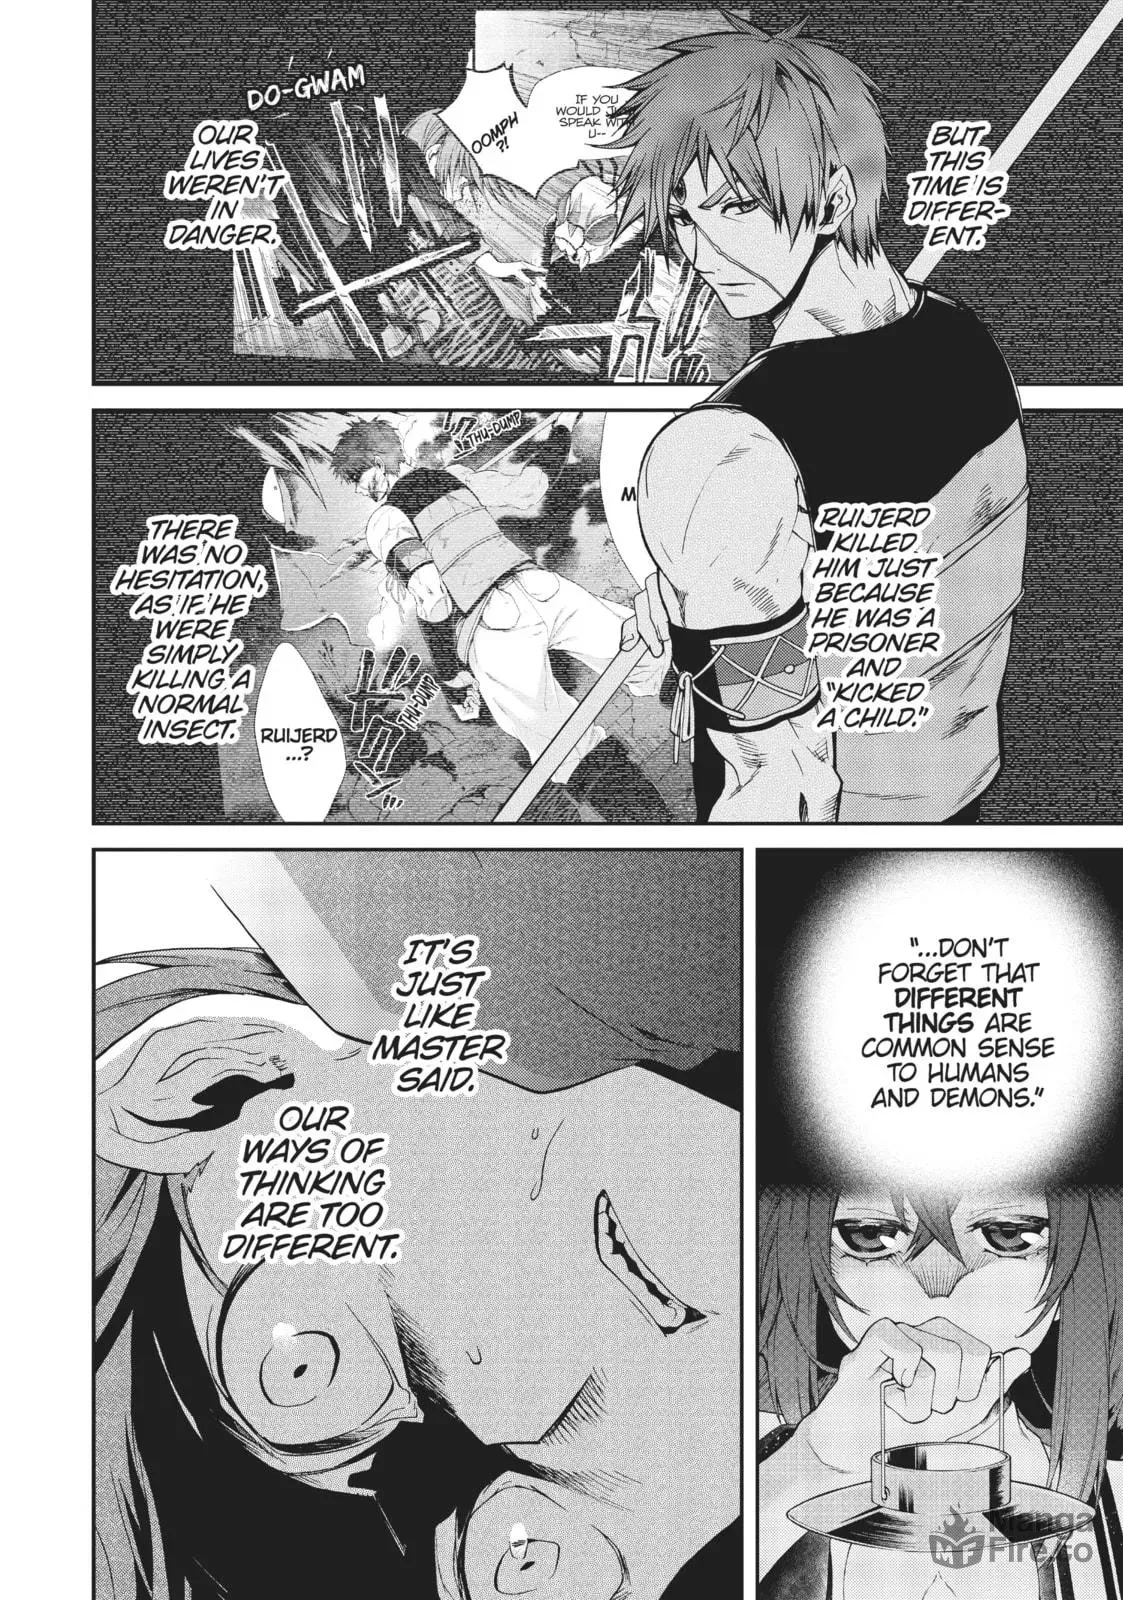 BUT
THIS
TIME IS
DIFFER-
ENT.
IF YOU
WOULD JUST
SPEAK WITH
U--
OOMPH
?!
DO-GWAM
OUR
LIVES
WEREN'T
IN
DANGER.
RUIJERD
KILLED
HIM JUST
BECAUSE
HE WAS A
PRISONER
AND
"KICKED
A CHILD."
M
THU-DUMP
THU-DUMP
THERE
WAS NO
HESITATION,
AS IF HE
WERE
SIMPLY
KILLING A
NORMAL
INSECT.
RUIJERD
...?
"...DON'T
FORGET THAT
DIFFERENT
THINGS ARE
COMMON SENSE
TO HUMANS
AND DEMONS."
IT'S
JUST
LIKE
MASTER
SAID.
OUR
WAYS OF
THINKING
ARE TOO
DIFFERENT.
Manga
Fire.to